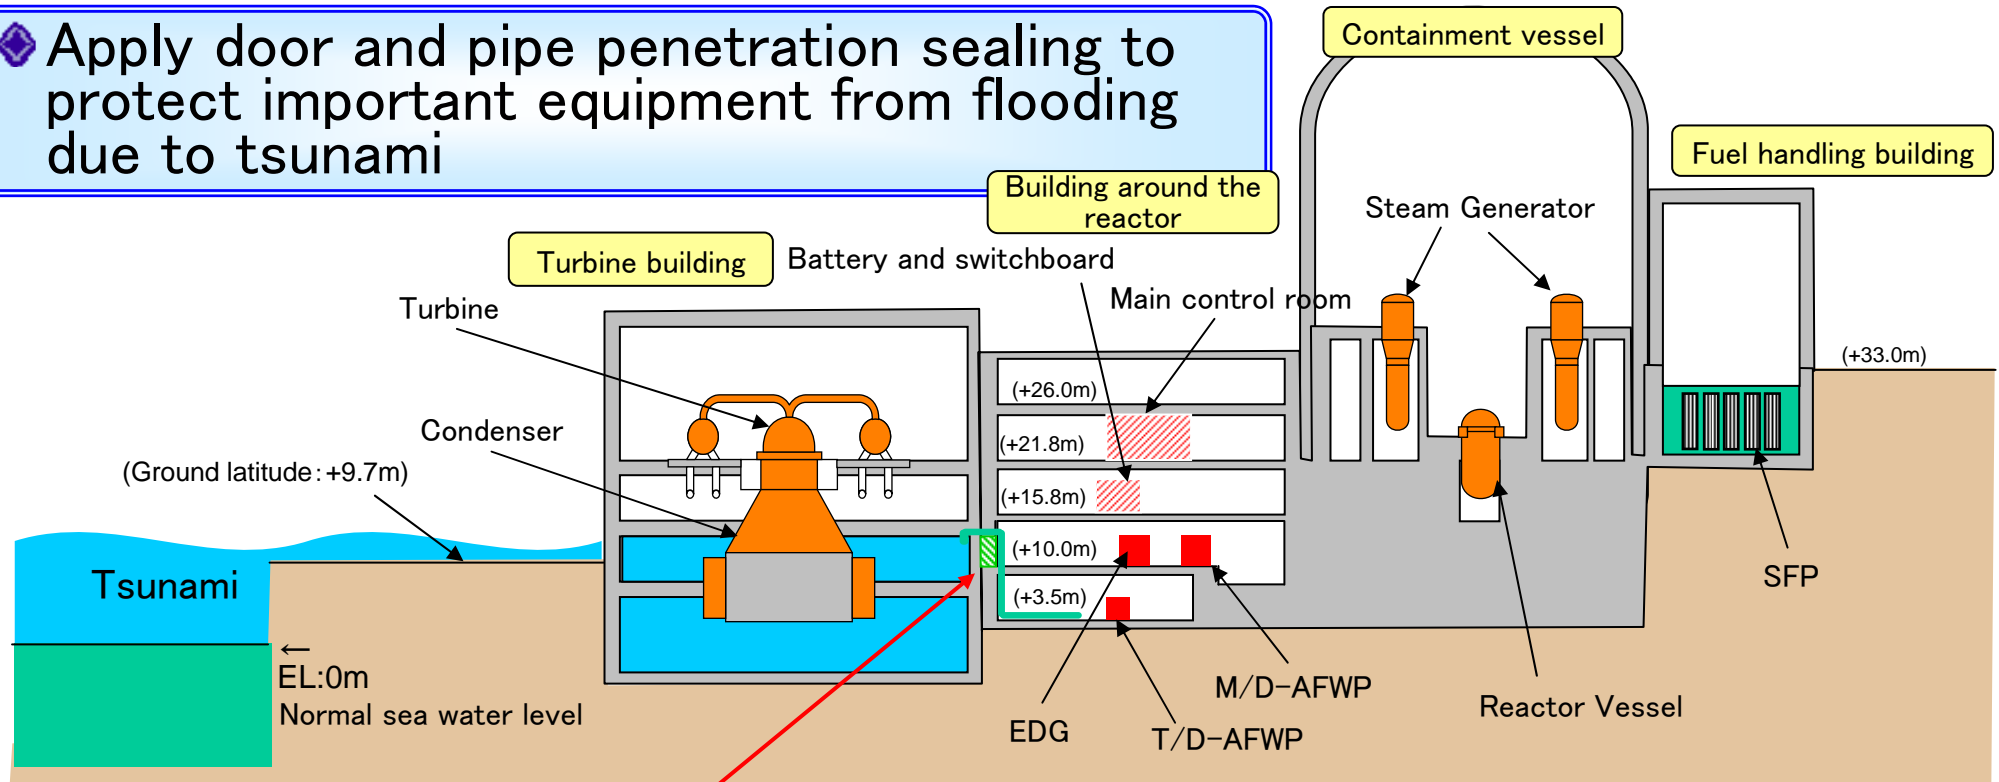 Apply door and pipe penetration sealing to
protect important equipment from flooding
due to tsunami
Containment vessel
Fuel handling building
Building around the
reactor
Steam Generator
Turbine building
Battery and switchboard
Main control room
Turbine
(+33.0m)
(+26.0m)
Condenser
(+21.8m)
(Ground latitude:+9.7m)
(+15.8m)
(+10.0m)
Tsunami
SFP
(+3.5m)
←
EL:0m
Normal sea water level
M/D-AFWP
Reactor Vessel
EDG
T/D-AFWP